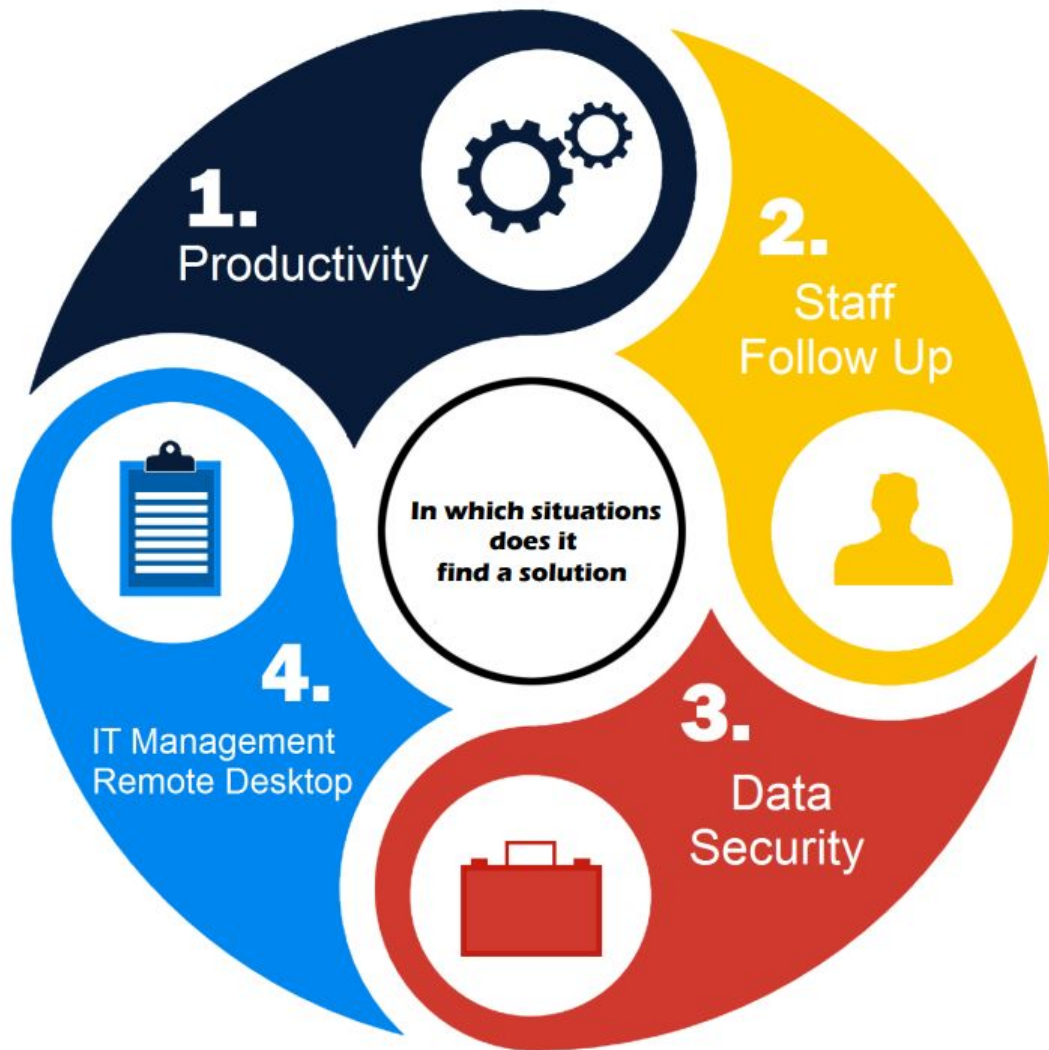 1.
Productivity
2.
Staff
Follow Up
In which situations
does it
find a solution
3.
Data
Security
4.
IT Management
Remote Desktop